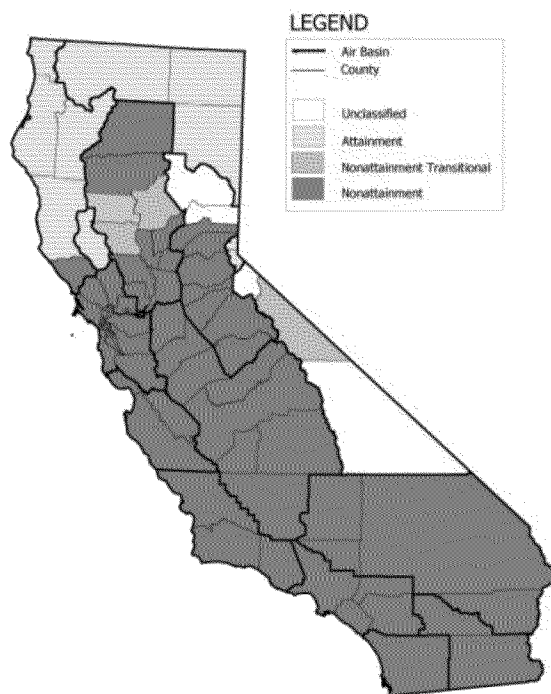 LEGEND
Air Basin
County
Unclassified
Attainment
Nonattainment Transitional
Nonattainment